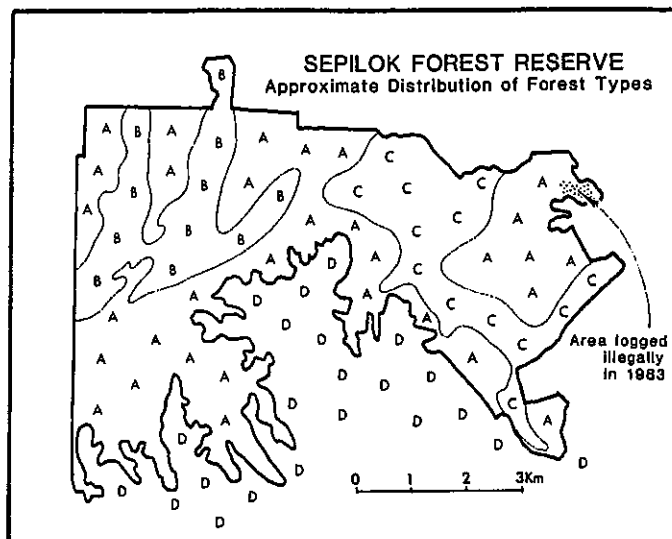 SEPILOK FOREST RESERVE
Approximate Distribution of Forest Types
B
A B A B A A A C C C A
A A B A B C C A
A B B A A C A
B B A D A C A A A C
A D D A C C A C
A D D D D A C C
A A D D D A
A A A D D D D D C A
D D D D D D
D D D D
D D
Area logged
illegally
in 1983
0 1 2 3Km